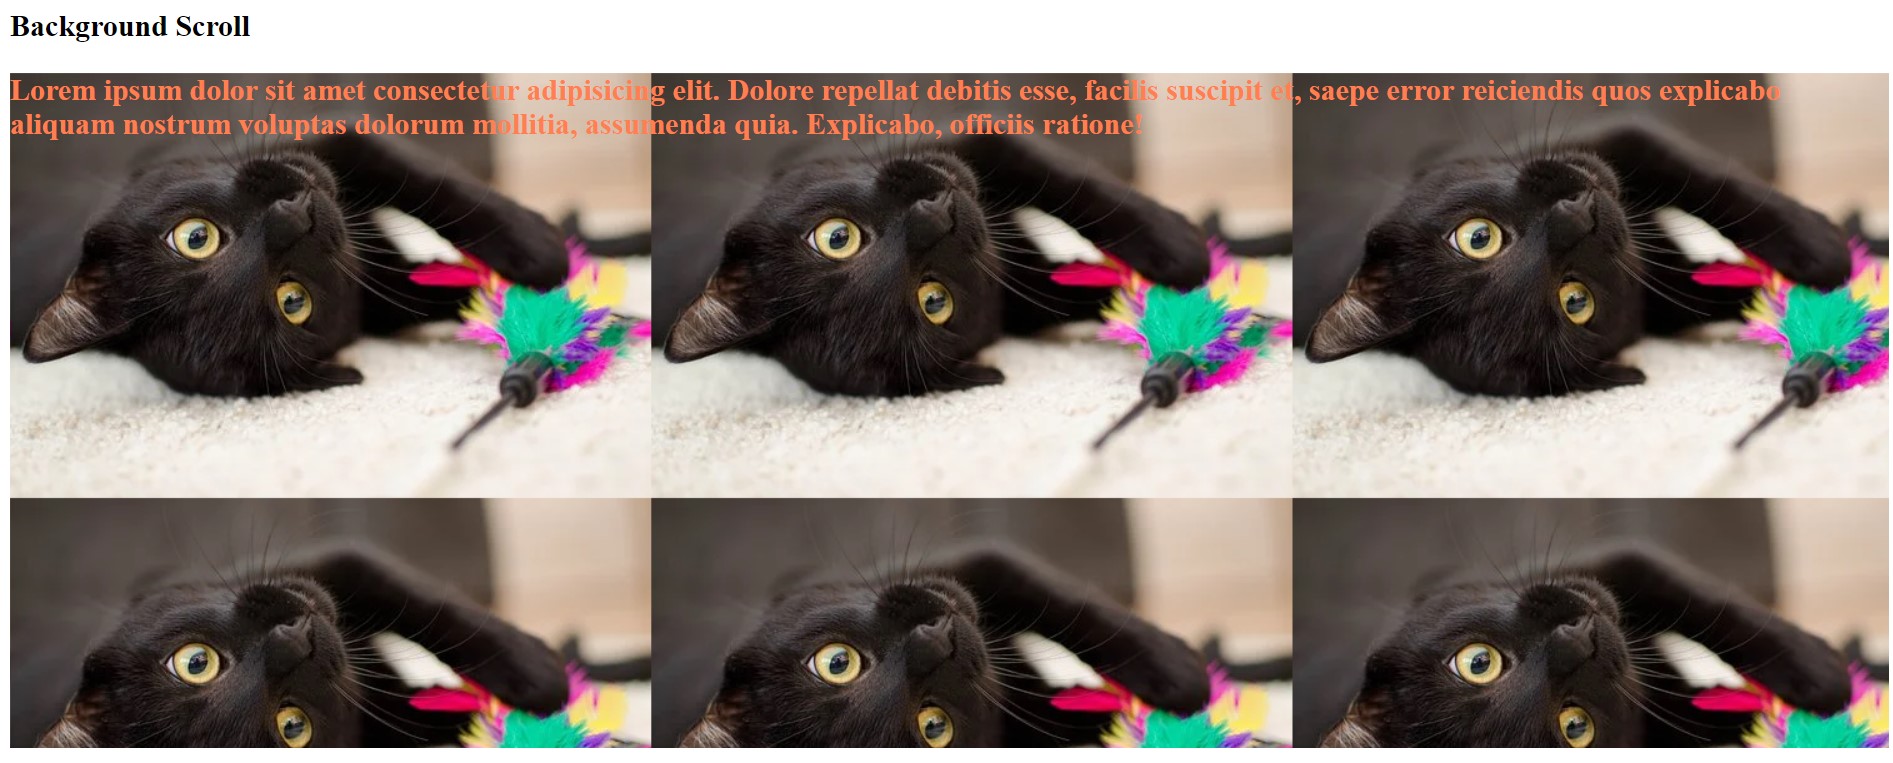 Background Scroll
Lorem ipsum dolor sit amet consectetur adipisicing elit. Dolore repellat debitis esse, facilis suscipit et, saepe error reiciendis quos explicabo
aliquam nostrum voluptas dolorum mollitia, assumenda quia. Explicabo, officiis ratione!